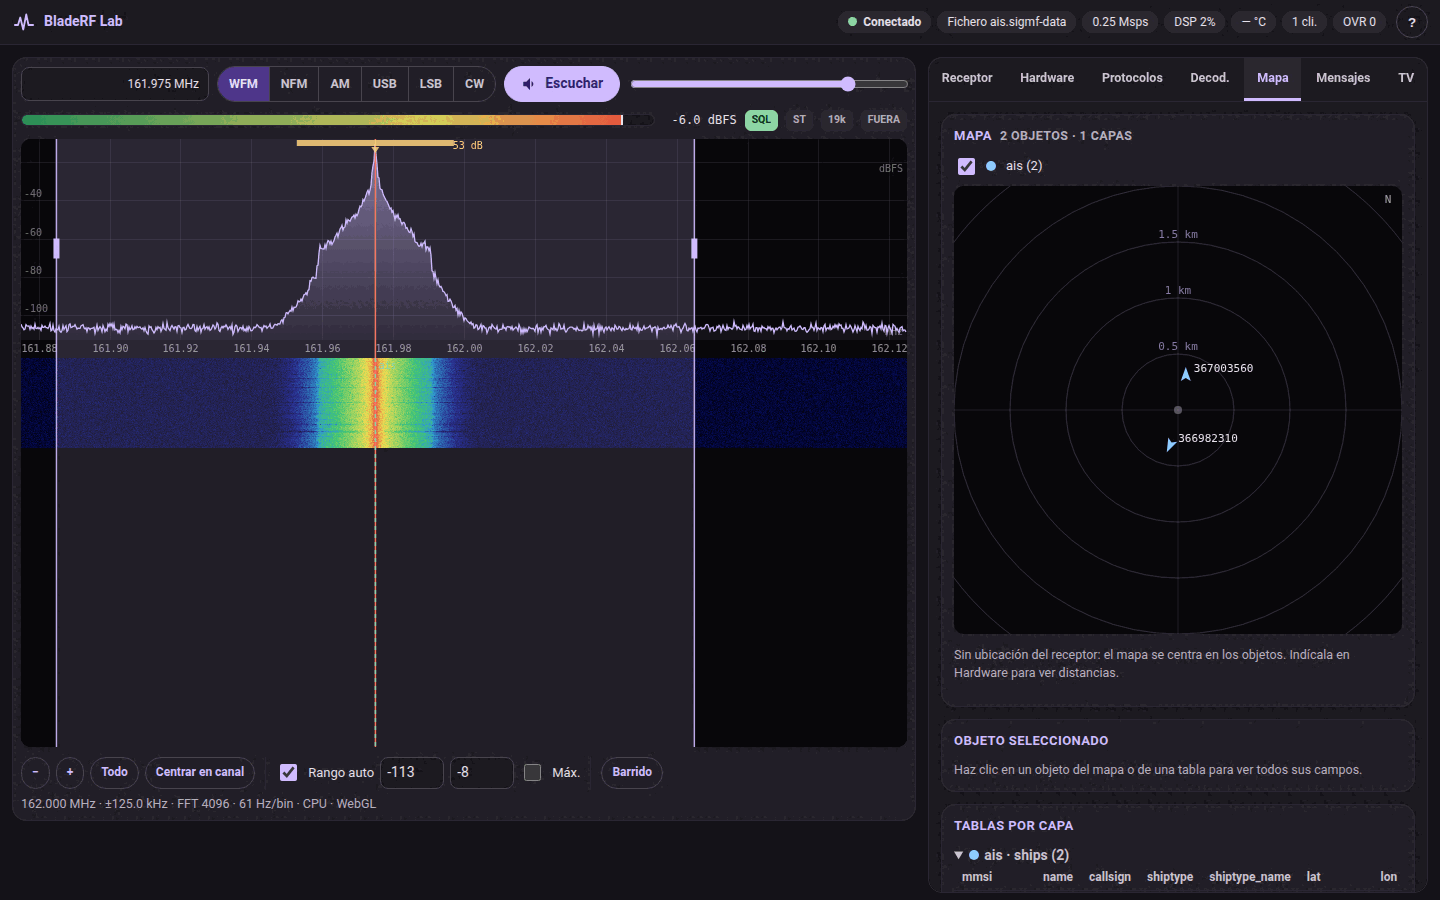 BladeRF Lab
Conectado
Fichero ais.sigmf-data
0.25 Msps
DSP 2%
— °C
1 cli.
OVR 0
?
161.975 MHz
WFM
NFM
AM
USB
LSB
CW
Escuchar
-6.0 dBFS
SQL
ST
19k
FUERA
53 dB
dBFS
-40
-60
-80
-100
161.88
161.90
161.92
161.94
161.96
161.98
162.00
162.02
162.04
162.06
162.08
162.10
162.12
−
+
Todo
Centrar en canal
Rango auto
-113
-8
Máx.
Barrido
162.000 MHz · ±125.0 kHz · FFT 4096 · 61 Hz/bin · CPU · WebGL
Receptor
Hardware
Protocolos
Decod.
Mapa
Mensajes
TV
MAPA 2 OBJETOS · 1 CAPAS
ais (2)
N
1.5 km
1 km
0.5 km
367003560
366982310
Sin ubicación del receptor: el mapa se centra en los objetos. Indícala en
Hardware para ver distancias.
OBJETO SELECCIONADO
Haz clic en un objeto del mapa o de una tabla para ver todos sus campos.
TABLAS POR CAPA
▼ ais · ships (2)
mmsi name callsign shiptype shiptype_name lat lon